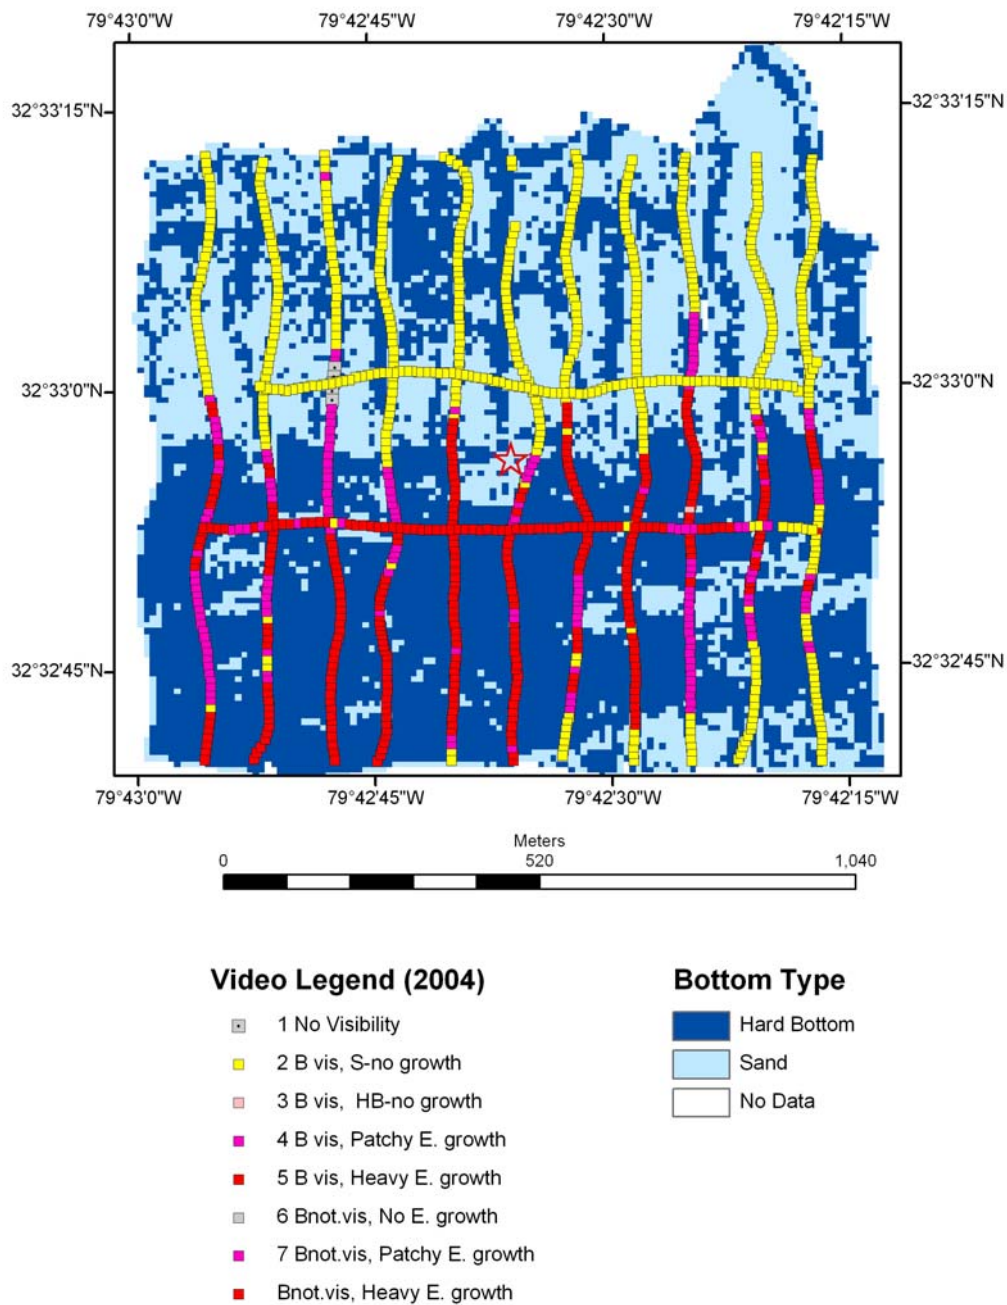 79°43'0"W 79°42'45"W 79°42'30"W 79°42'15"W
32°33'15"N 32°33'15"N
32°33'0"N 32°33'0"N
32°32'45"N 32°32'45"N
79°43'0"W 79°42'45"W 79°42'30"W 79°42'15"W
Meters
0 520 1,040
Video Legend (2004)
1 No Visibility
2 B vis, S-no growth
3 B vis, HB-no growth
4 B vis, Patchy E. growth
5 B vis, Heavy E. growth
6 Bnot.vis, No E. growth
7 Bnot.vis, Patchy E. growth
Bnot.vis, Heavy E. growth
Bottom Type
Hard Bottom
Sand
No Data